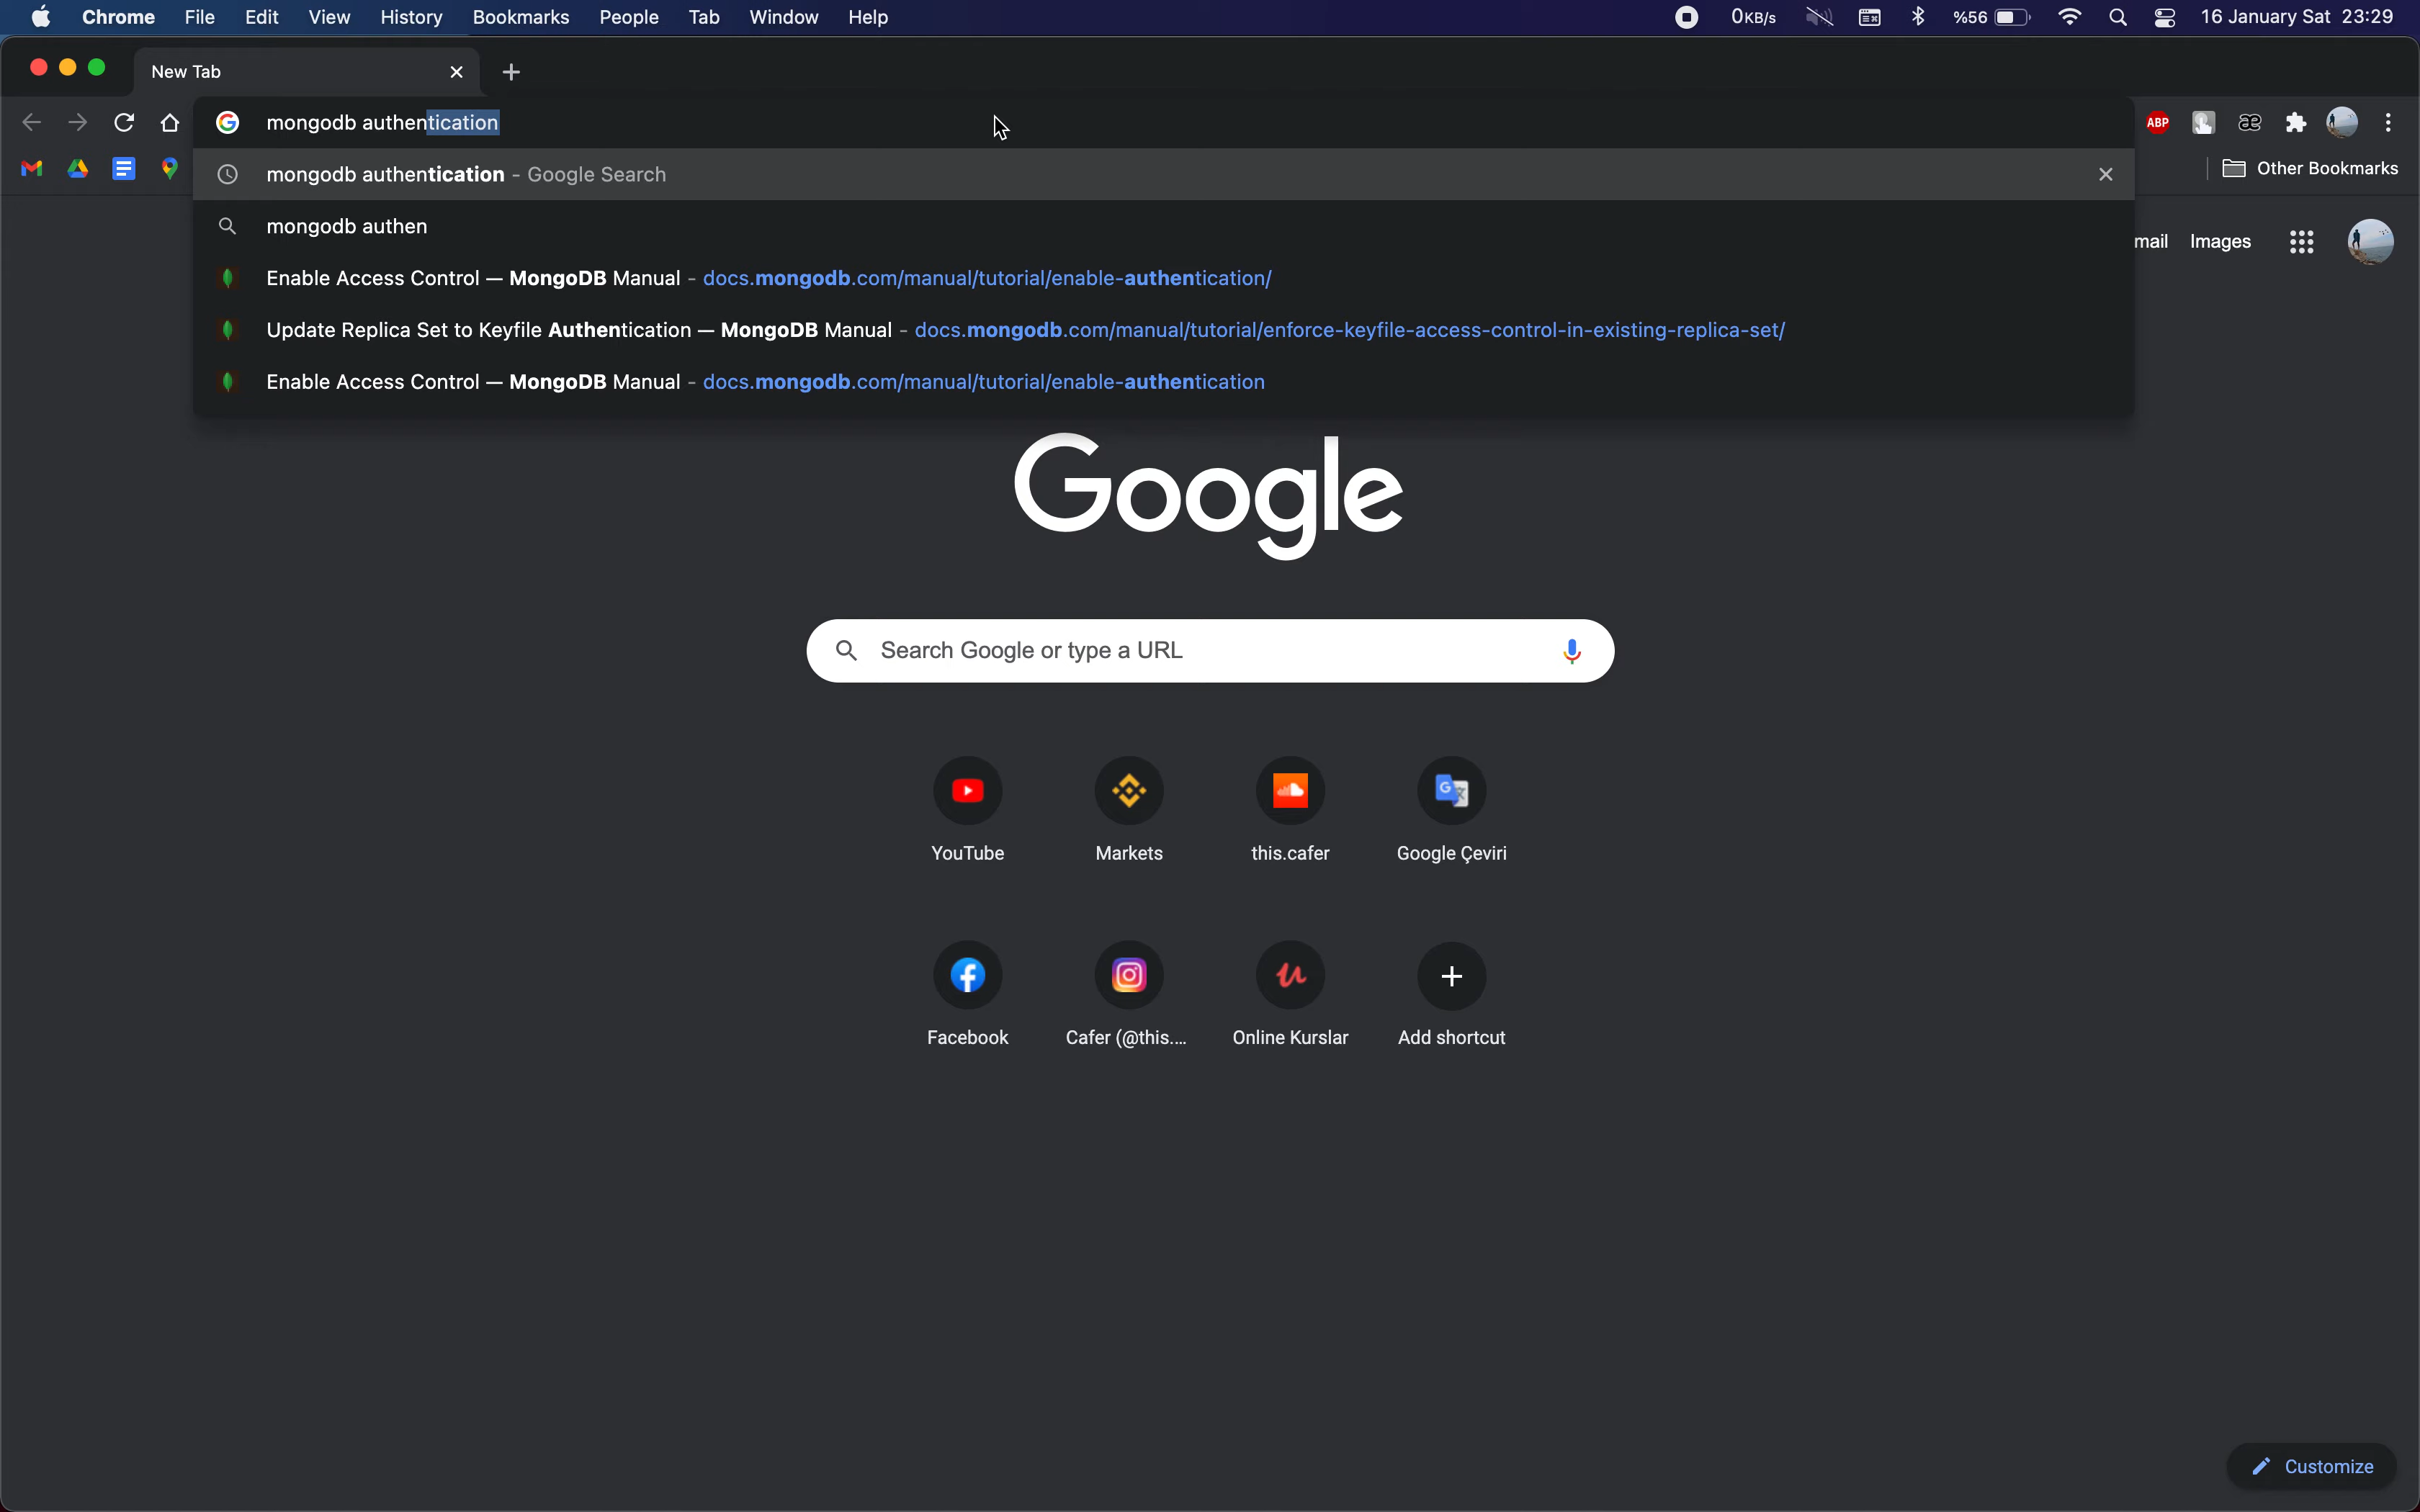 Chrome File Edit View History Bookmarks People Tab Window Help 0KB/s %56 16 January Sat 23:29
New Tab
mongodb authentication
ABP æ
mongodb authentication - Google Search
Other Bookmarks
mongodb authen
mail Images
Enable Access Control — MongoDB Manual - docs.mongodb.com/manual/tutorial/enable-authentication/
Update Replica Set to Keyfile Authentication — MongoDB Manual - docs.mongodb.com/manual/tutorial/enforce-keyfile-access-control-in-existing-replica-set/
Enable Access Control — MongoDB Manual - docs.mongodb.com/manual/tutorial/enable-authentication
Google
Search Google or type a URL
YouTube Markets this.cafer Google Çeviri
Facebook Cafer (@this.... Online Kurslar Add shortcut
Customize